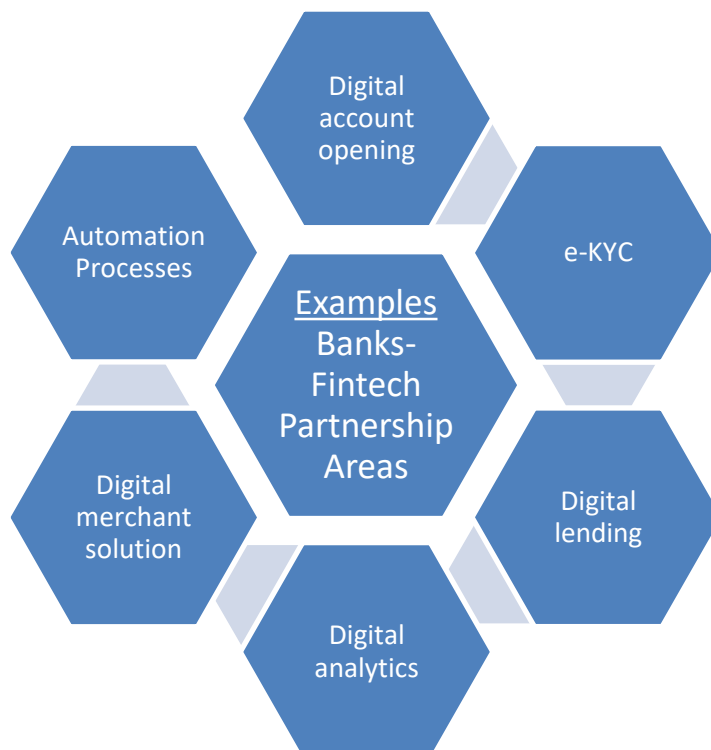 Digital
account
opening
e-KYC
Digital
lending
Digital
analytics
Digital
merchant
solution
Automation
Processes
Examples
Banks-
Fintech
Partnership
Areas